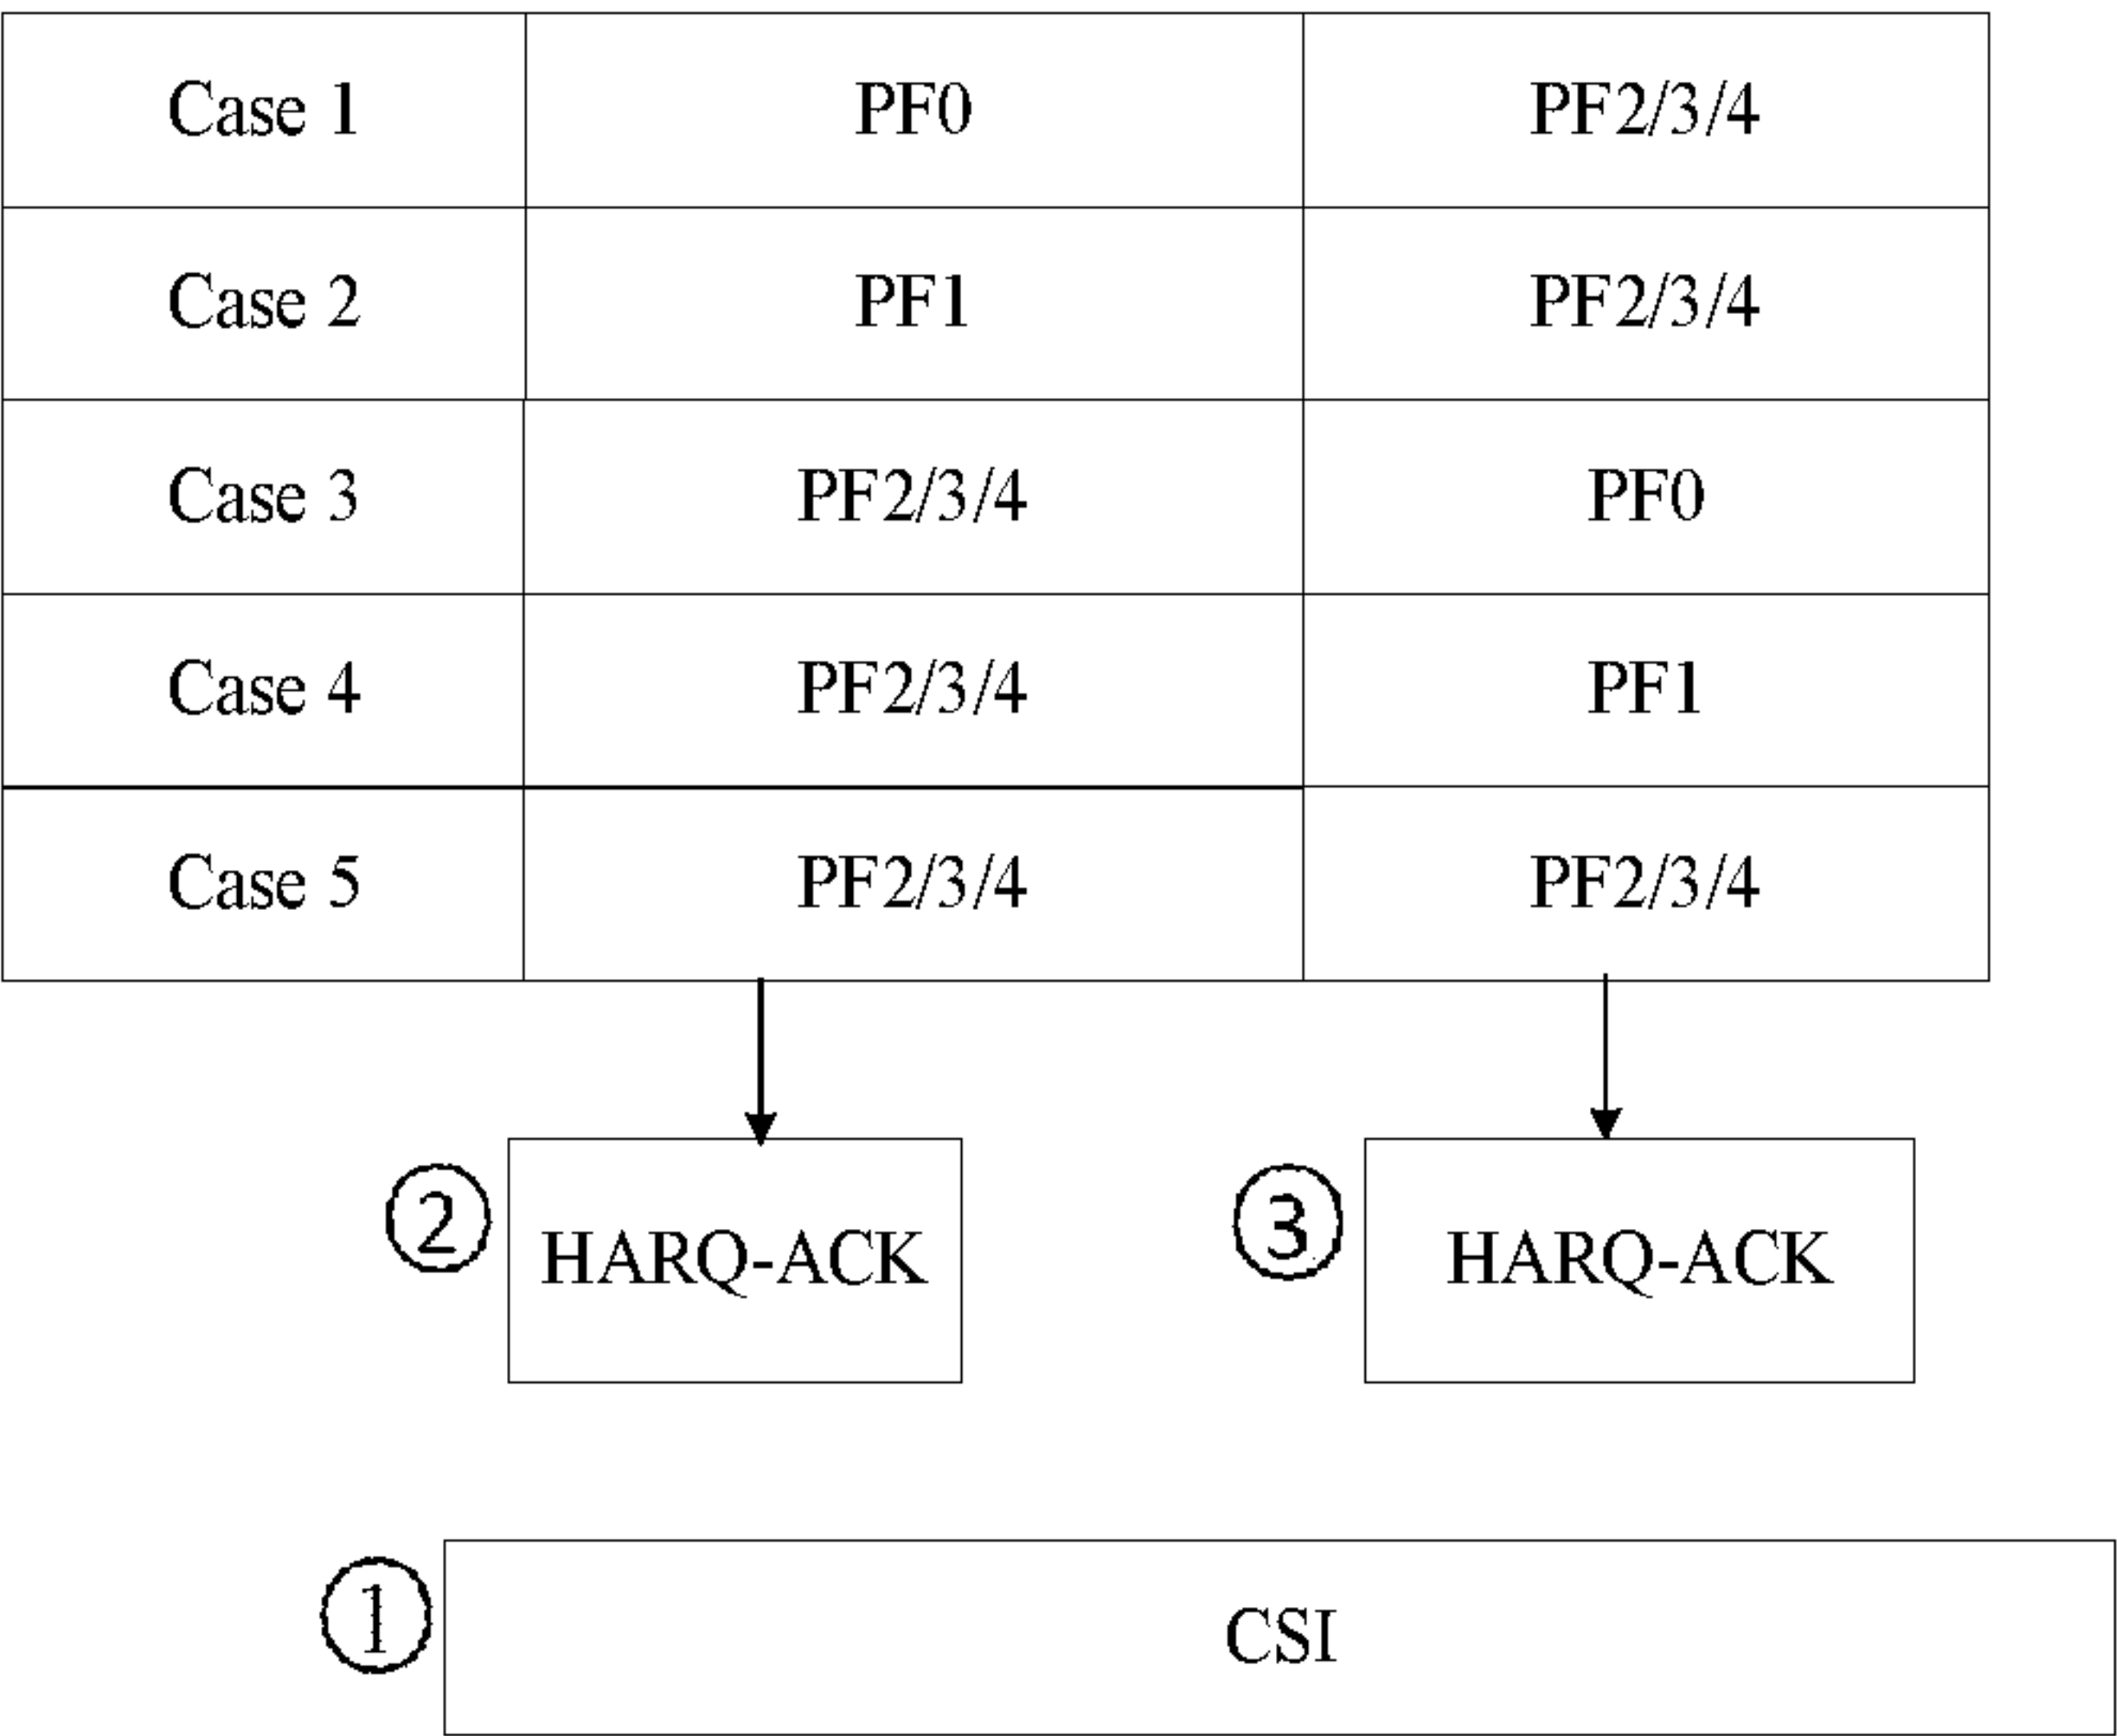 Case 1 PF0 PF2/3/4
Case 2 PF1 PF2/3/4
Case 3 PF2/3/4 PF0
Case 4 PF2/3/4 PF1
Case 5 PF2/3/4 PF2/3/4
② HARQ-ACK ③ HARQ-ACK
① CSI